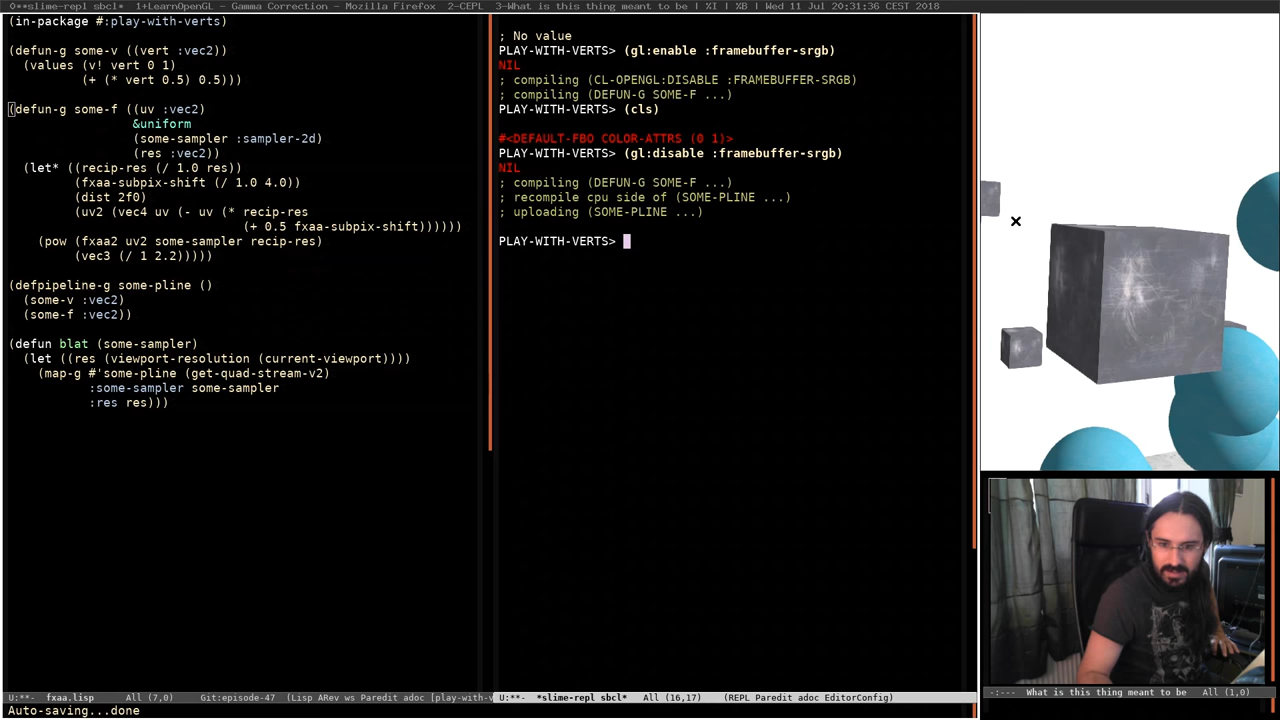 0**slime-repl sbcl*  1+LearnOpenGL - Gamma Correction - Mozilla Firefox  2-CEPL  3-What is this thing meant to be | XI | XB | Wed 11 Jul 20:31:36 CEST 2018
(in-package #:play-with-verts)
(defun-g some-v ((vert :vec2))
(values (v! vert 0 1)
(+ (* vert 0.5) 0.5)))
(defun-g some-f ((uv :vec2)
&uniform
(some-sampler :sampler-2d)
(res :vec2))
(let* ((recip-res (/ 1.0 res))
(fxaa-subpix-shift (/ 1.0 4.0))
(dist 2f0)
(uv2 (vec4 uv (- uv (* recip-res
(+ 0.5 fxaa-subpix-shift))))))
(pow (fxaa2 uv2 some-sampler recip-res)
(vec3 (/ 1 2.2)))))
(defpipeline-g some-pline ()
(some-v :vec2)
(some-f :vec2))
(defun blat (some-sampler)
(let ((res (viewport-resolution (current-viewport))))
(map-g #'some-pline (get-quad-stream-v2)
:some-sampler some-sampler
:res res)))
U:**-  fxaa.lisp  All (7,0)  Git:episode-47  (Lisp ARev ws Paredit adoc [play-with-v
Auto-saving...done
; No value
PLAY-WITH-VERTS> (gl:enable :framebuffer-srgb)
NIL
; compiling (CL-OPENGL:DISABLE :FRAMEBUFFER-SRGB)
; compiling (DEFUN-G SOME-F ...)
PLAY-WITH-VERTS> (cls)
#<DEFAULT-FBO COLOR-ATTRS (0 1)>
PLAY-WITH-VERTS> (gl:disable :framebuffer-srgb)
NIL
; compiling (DEFUN-G SOME-F ...)
; recompile cpu side of (SOME-PLINE ...)
; uploading (SOME-PLINE ...)
PLAY-WITH-VERTS>
U:**-  *slime-repl sbcl*  All (16,17)  (REPL Paredit adoc EditorConfig)
-:---  What is this thing meant to be  All (1,0)